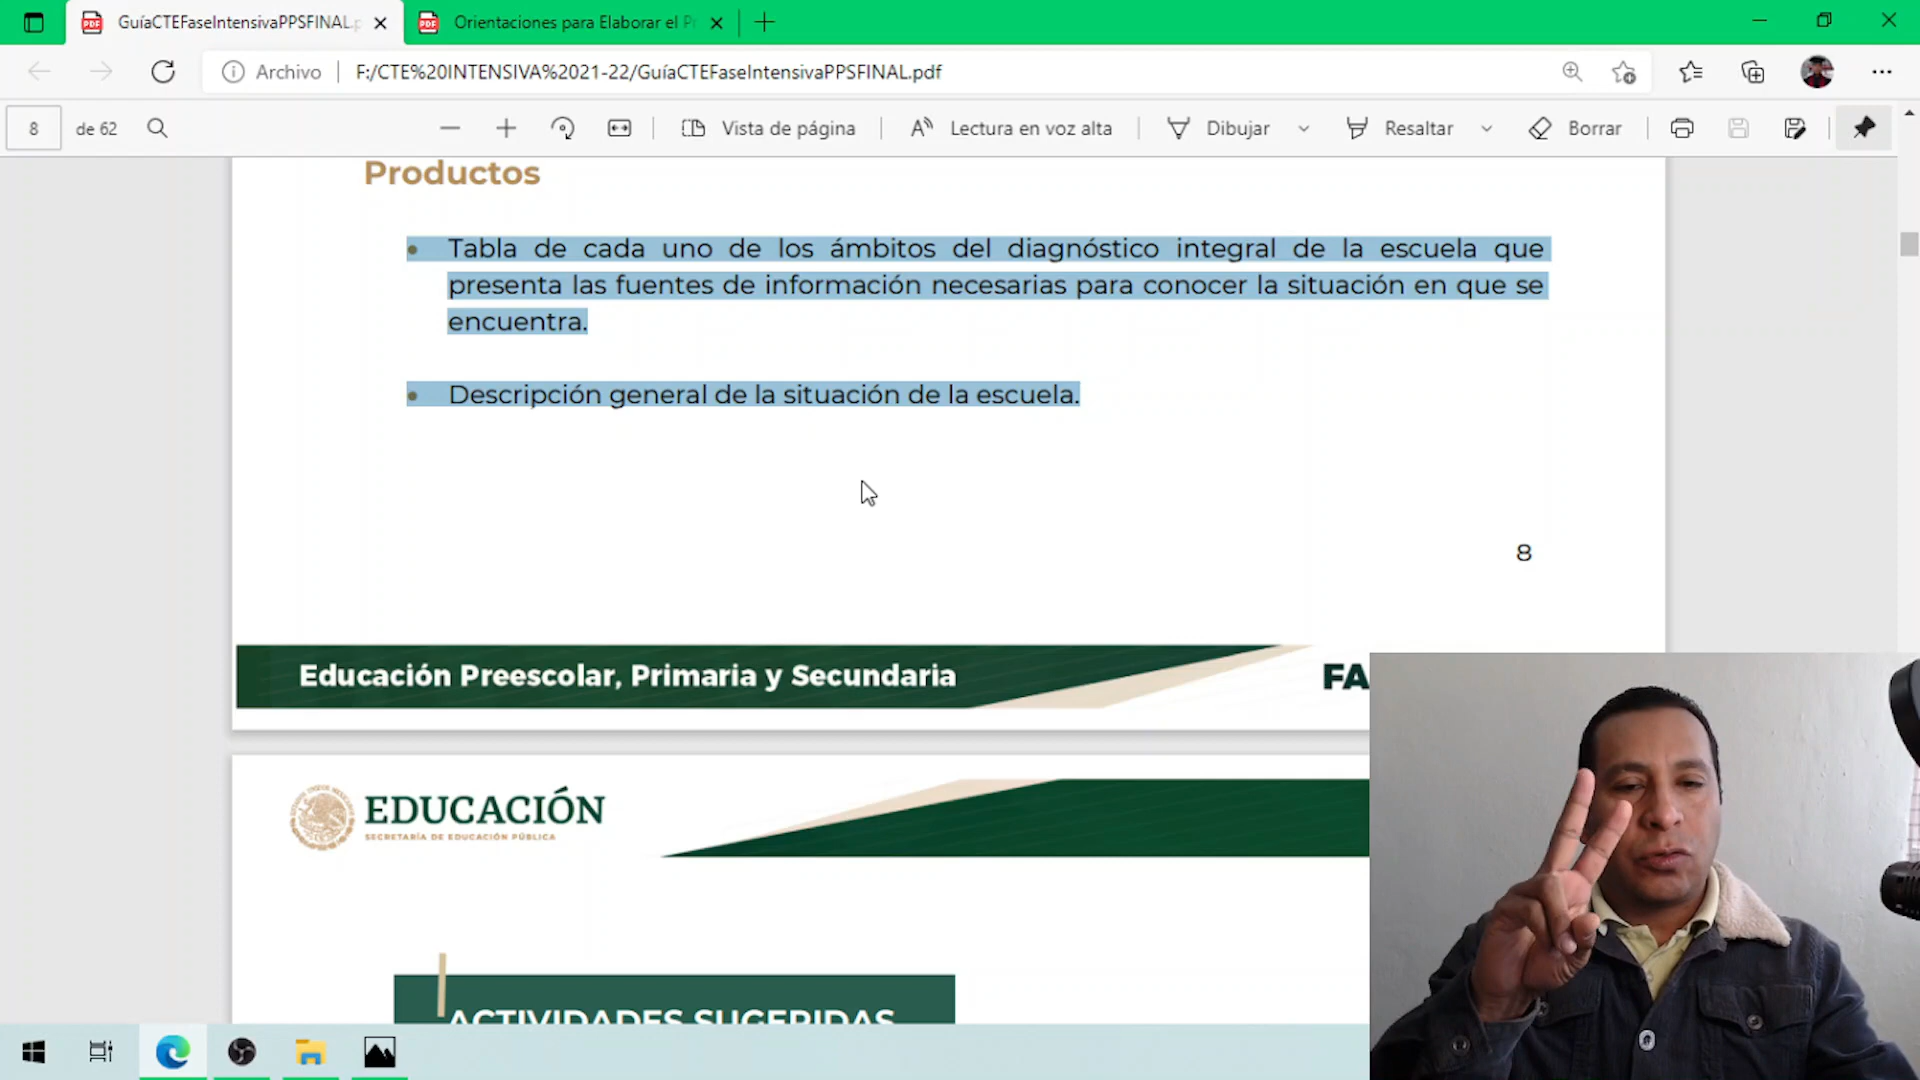 GuíaCTEFaseIntensivaPPSFINAL.p
Orientaciones para Elaborar el P
Archivo
F:/CTE%20INTENSIVA%2021-22/GuíaCTEFaseIntensivaPPSFINAL.pdf
8 de 62
Vista de página
Lectura en voz alta
Dibujar
Resaltar
Borrar
Productos
• Tabla de cada uno de los ámbitos del diagnóstico integral de la escuela que
presenta las fuentes de información necesarias para conocer la situación en que se
encuentra.
• Descripción general de la situación de la escuela.
8
Educación Preescolar, Primaria y Secundaria
FA
EDUCACIÓN
SECRETARÍA DE EDUCACIÓN PÚBLICA
ACTIVIDADES SUGERIDAS